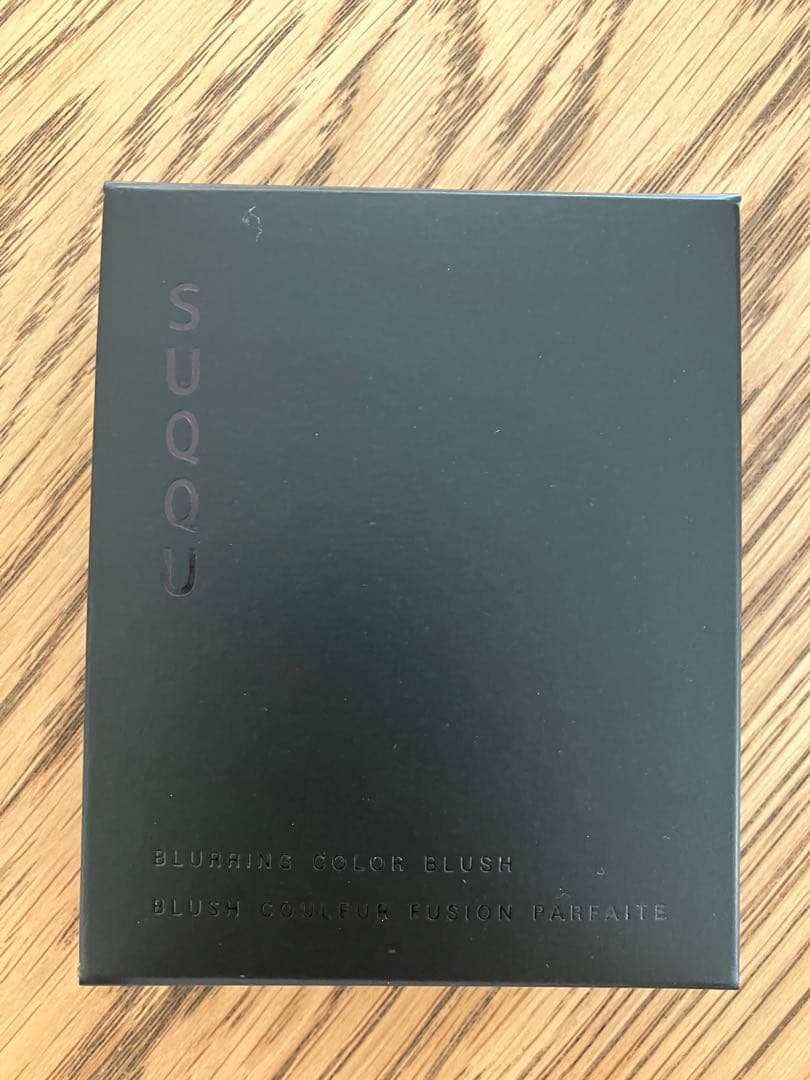 SUQQU
BLURRING COLOR BLUSH
BLUSH COULEUR FUSION PARFAITE